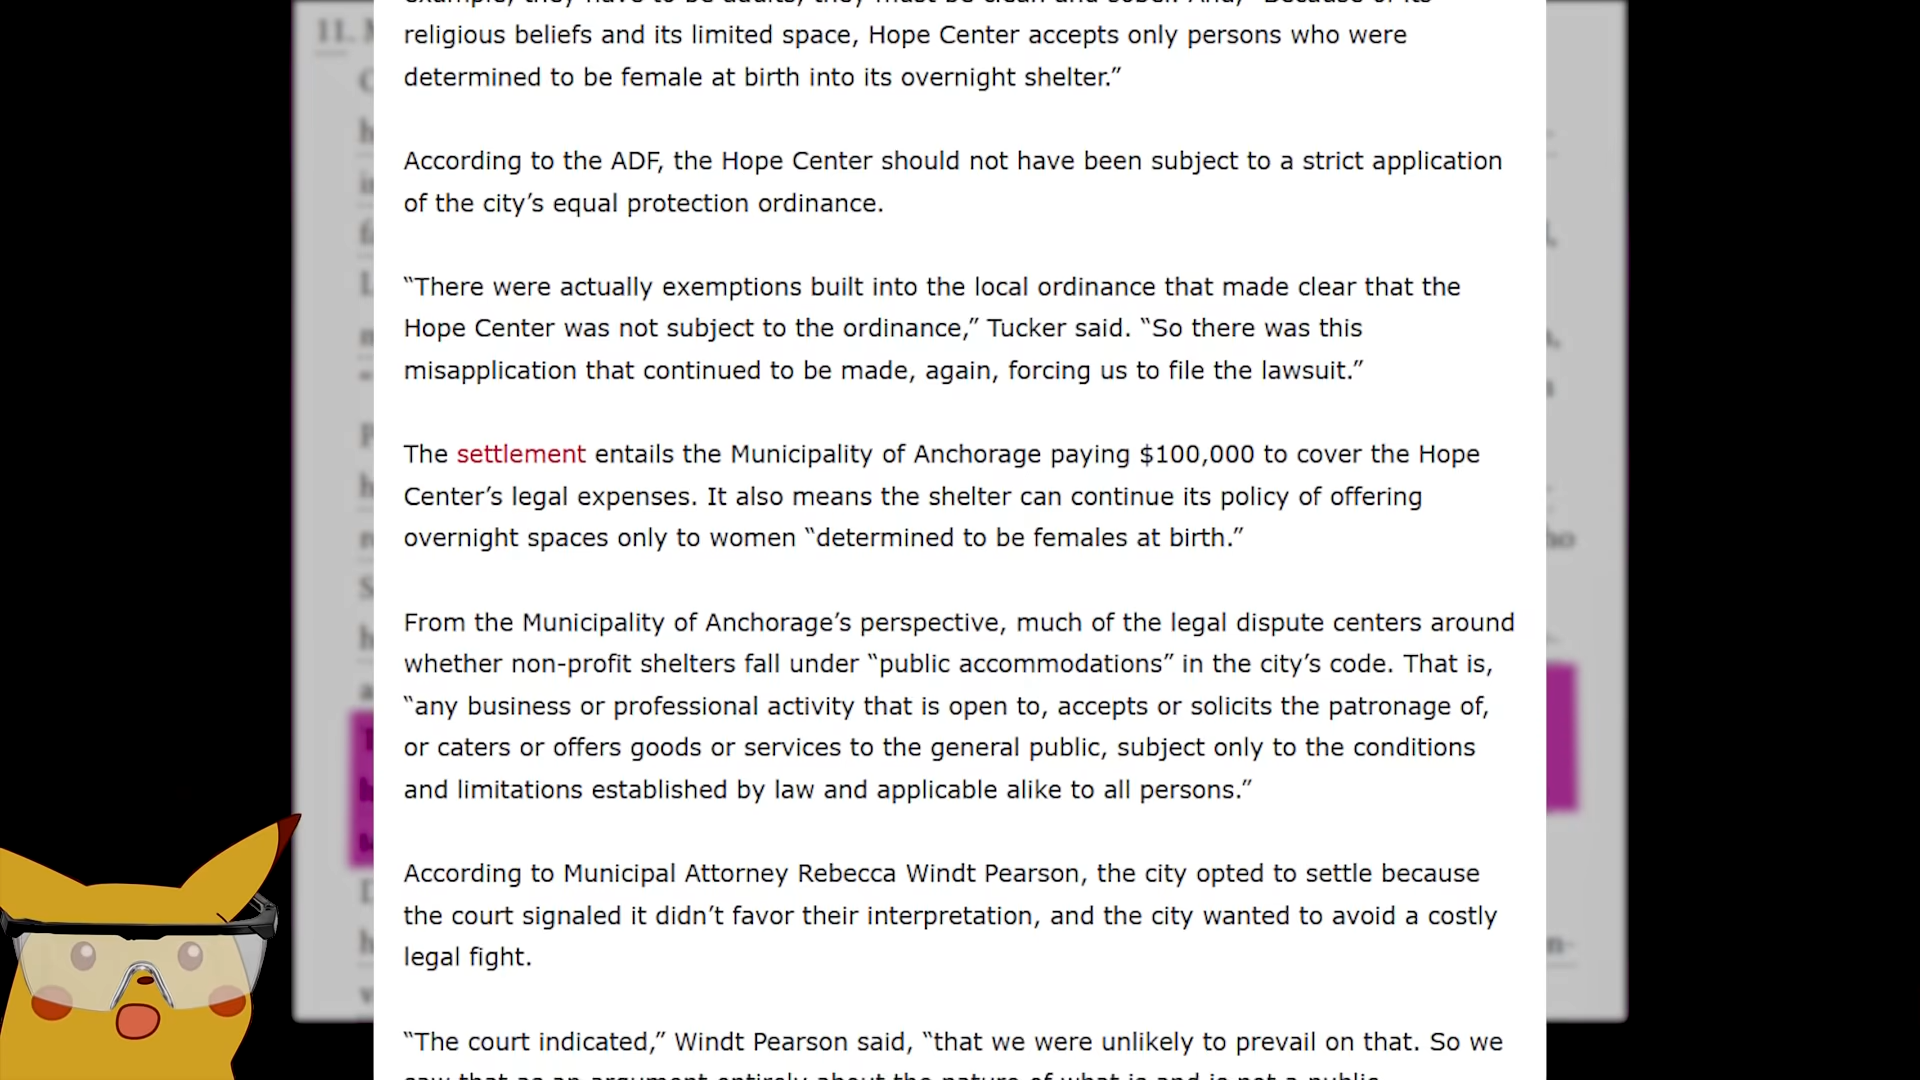 11.
religious beliefs and its limited space, Hope Center accepts only persons who were
determined to be female at birth into its overnight shelter.”
According to the ADF, the Hope Center should not have been subject to a strict application
of the city’s equal protection ordinance.
“There were actually exemptions built into the local ordinance that made clear that the
Hope Center was not subject to the ordinance,” Tucker said. “So there was this
misapplication that continued to be made, again, forcing us to file the lawsuit.”
The settlement entails the Municipality of Anchorage paying $100,000 to cover the Hope
Center’s legal expenses. It also means the shelter can continue its policy of offering
overnight spaces only to women “determined to be females at birth.”
From the Municipality of Anchorage’s perspective, much of the legal dispute centers around
whether non-profit shelters fall under “public accommodations” in the city’s code. That is,
“any business or professional activity that is open to, accepts or solicits the patronage of,
or caters or offers goods or services to the general public, subject only to the conditions
and limitations established by law and applicable alike to all persons.”
According to Municipal Attorney Rebecca Windt Pearson, the city opted to settle because
the court signaled it didn’t favor their interpretation, and the city wanted to avoid a costly
legal fight.
“The court indicated,” Windt Pearson said, “that we were unlikely to prevail on that. So we